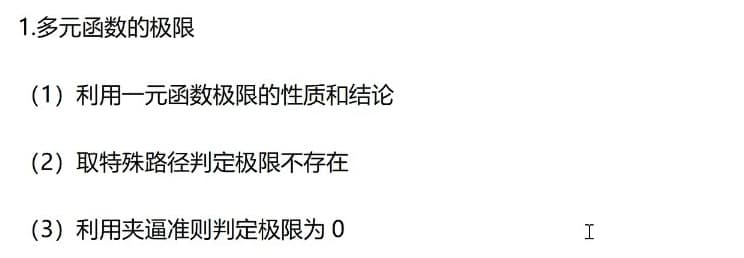 1.多元函数的极限
（1）利用一元函数极限的性质和结论
（2）取特殊路径判定极限不存在
（3）利用夹逼准则判定极限为 0